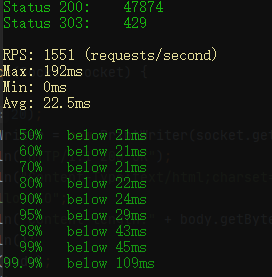 Status 200:    47874
Status 303:    429
RPS: 1551 (requests/second)
Max: 192ms
Min: 0ms
Avg: 22.5ms
50%   below 21ms
60%   below 21ms
70%   below 21ms
80%   below 22ms
90%   below 24ms
95%   below 29ms
98%   below 43ms
99%   below 45ms
99.9%   below 109ms